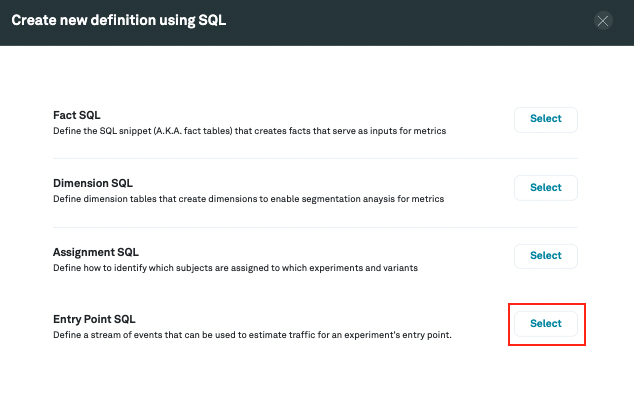 Create new definition using SQL
Fact SQL
Select
Define the SQL snippet (A.K.A. fact tables) that creates facts that serve as inputs for metrics
Dimension SQL
Select
Define dimension tables that create dimensions to enable segmentation anaysis for metrics
Assignment SQL
Select
Define how to identify which subjects are assigned to which experiments and variants
Entry Point SQL
Select
Define a stream of events that can be used to estimate traffic for an experiment's entry point.